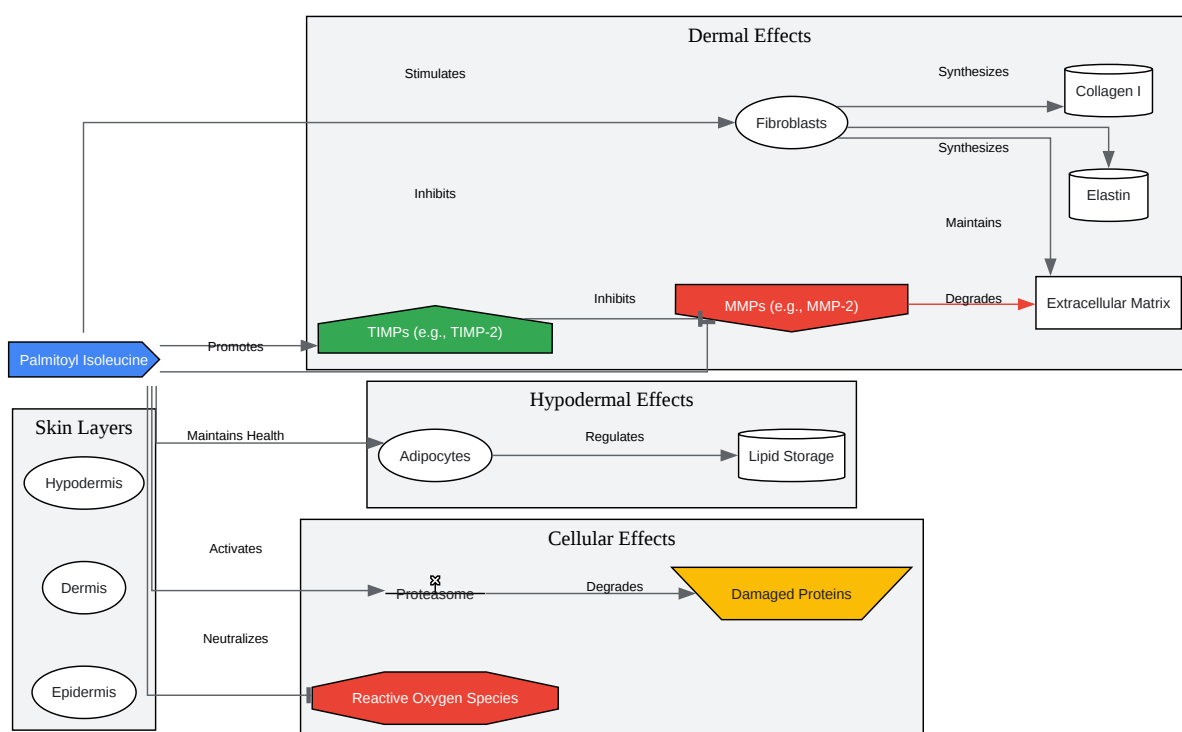 Dermal Effects
Stimulates
Synthesizes
Collagen I
Fibroblasts
Synthesizes
Inhibits
Elastin
Maintains
Inhibits
MMPs (e.g., MMP-2)
Degrades
Extracellular Matrix
TIMPs (e.g., TIMP-2)
Promotes
Palmitoyl Isoleucine
Hypodermal Effects
Skin Layers
Maintains Health
Adipocytes
Regulates
Lipid Storage
Hypodermis
Cellular Effects
Activates
Dermis
Proteasome
Degrades
Damaged Proteins
Neutralizes
Epidermis
Reactive Oxygen Species